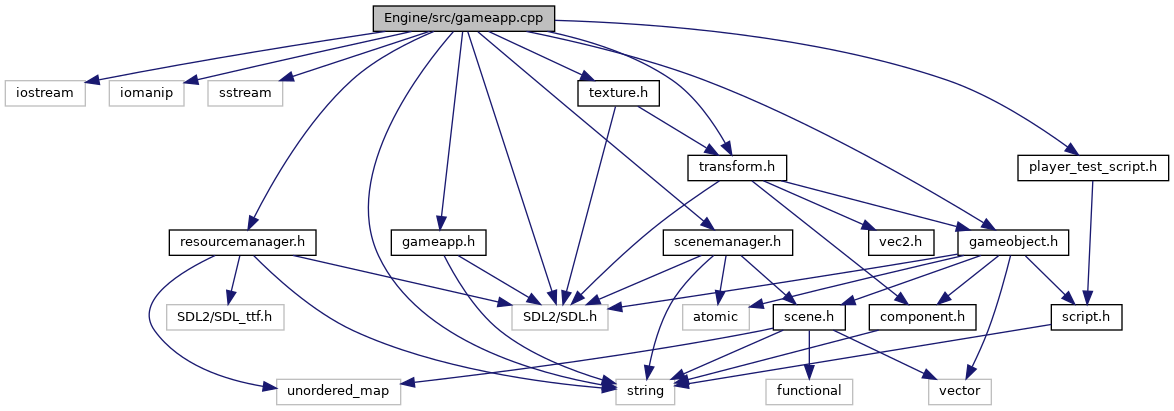 Engine/src/gameapp.cpp
iostream
iomanip
sstream
texture.h
transform.h
player_test_script.h
resourcemanager.h
gameapp.h
scenemanager.h
vec2.h
gameobject.h
SDL2/SDL_ttf.h
SDL2/SDL.h
atomic
scene.h
component.h
script.h
unordered_map
string
functional
vector